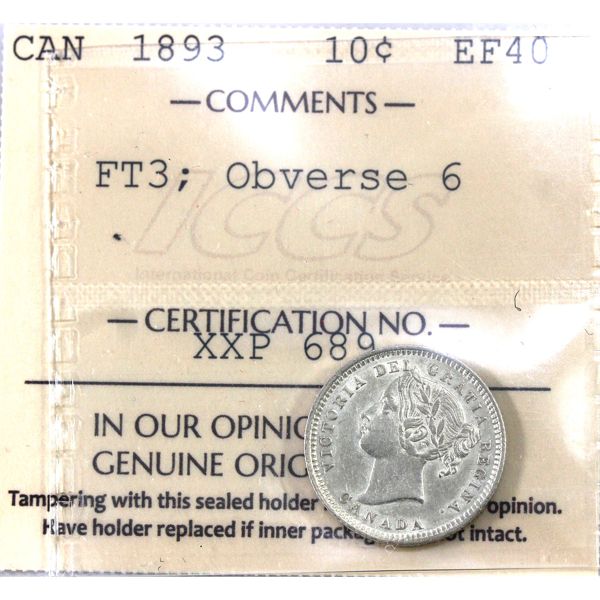 CAN 1893 10¢ EF40
— COMMENTS —
FT3; Obverse 6
ICCS
International Coin Certification Service
— CERTIFICATION NO. —
XXP 689
IN OUR OPINIC
GENUINE ORIG
Tampering with this sealed holder opinion.
Have holder replaced if inner pack ot intact.
VICTORIA DEI GRATIA REGINA.
CANADA